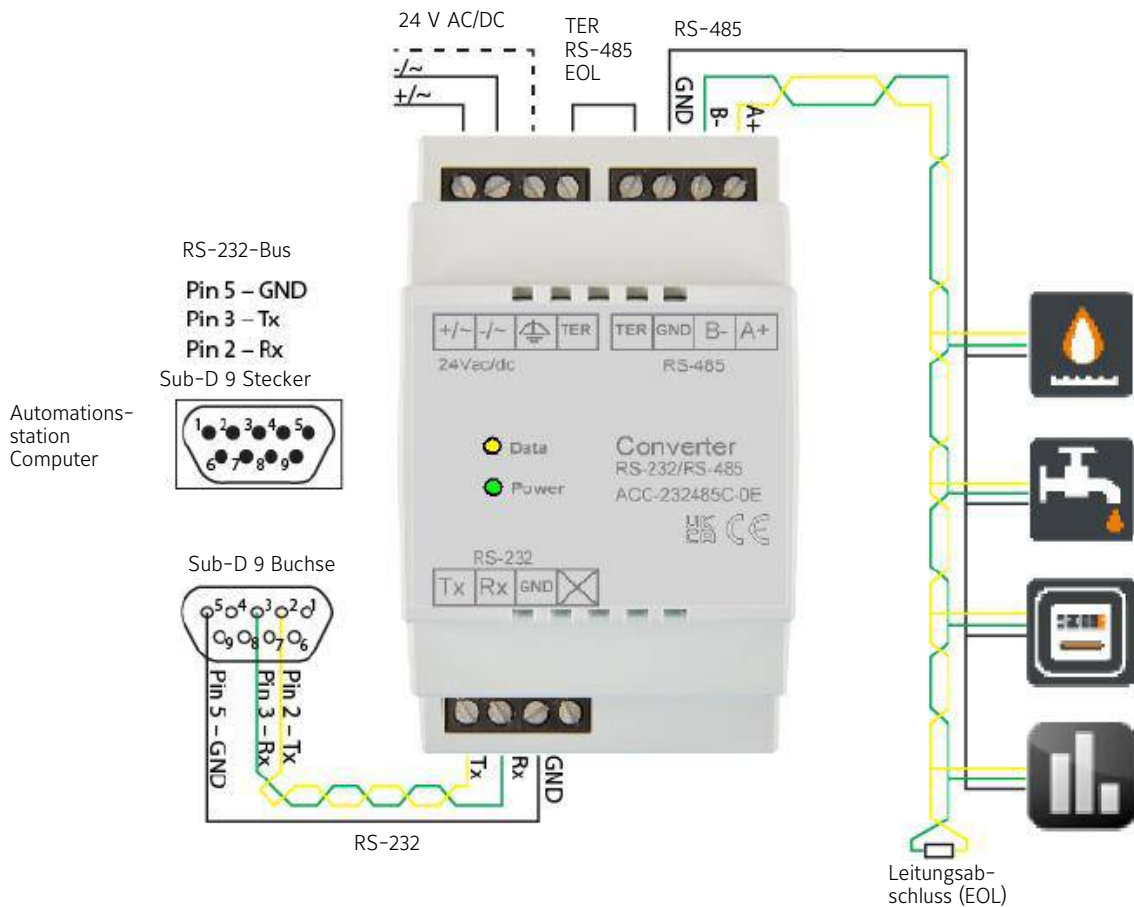 24 V AC/DC
-/~
+/~
TER
RS-485
EOL
RS-485
GND
B-
A+
RS-232-Bus
Pin 5 – GND
Pin 3 – Tx
Pin 2 – Rx
Sub-D 9 Stecker
Automations-
station
Computer
1 2 3 4 5
6 7 8 9
+/~ -/~ TER
24Vac/dc
TER GND B- A+
RS-485
Data
Power
Converter
RS-232/RS-485
ACC-232485C-0E
UK
CA
CE
RS-232
Tx Rx GND
Sub-D 9 Buchse
5 4 3 2 1
9 8 7 6
Pin 5 – GND
Pin 3 – Rx
Pin 2 – Tx
Tx
Rx
GND
RS-232
Leitungsab-
schluss (EOL)